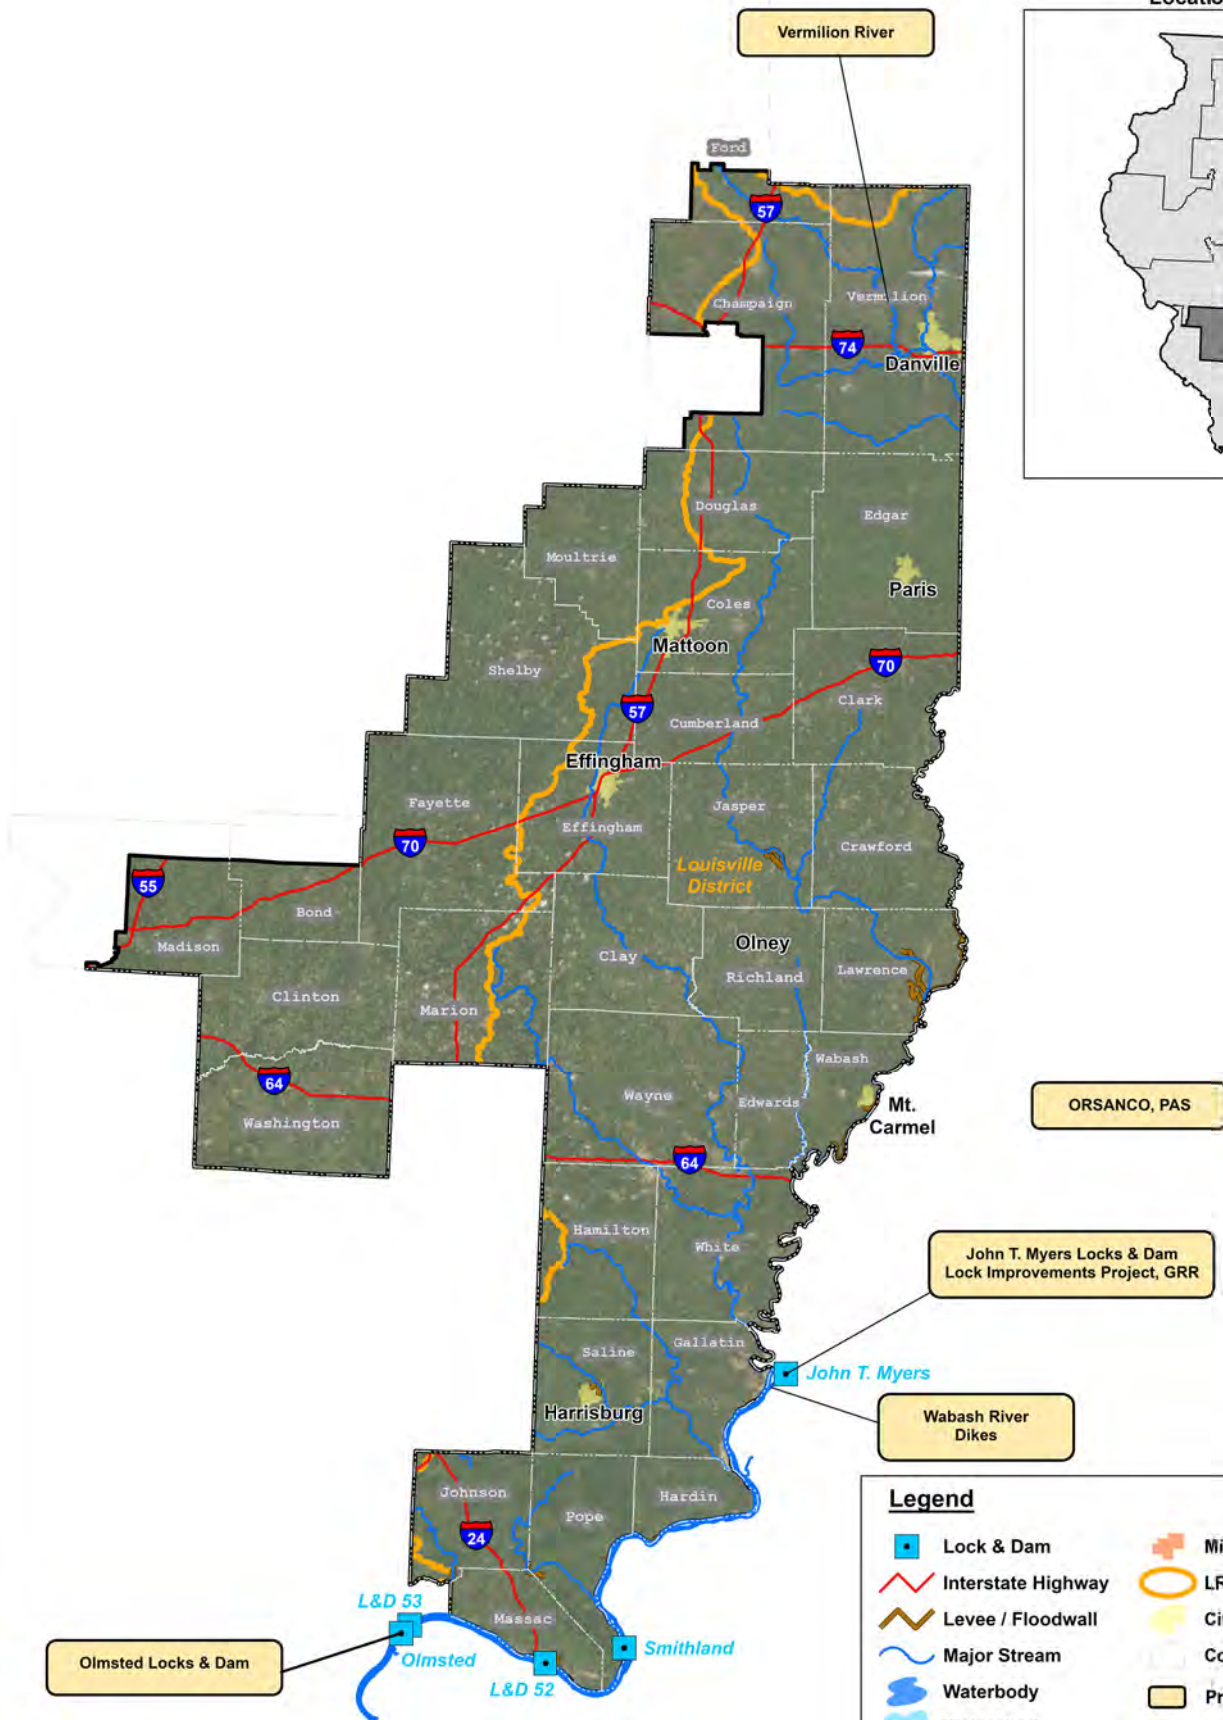 Vermilion River
Ford
57
Champaign
Vermilion
74
Danville
Douglas
Edgar
Moultrie
Paris
Coles
Mattoon
Shelby
70
Clark
57
Cumberland
Effingham
Fayette
Jasper
Effingham
70
Crawford
Louisville
District
55
Bond
Madison
Olney
Richland
Clay
Lawrence
Clinton
Marion
Wabash
64
Wayne
Edwards
Mt.
Carmel
ORSANCO, PAS
Washington
64
Hamilton
White
John T. Myers Locks & Dam
Lock Improvements Project, GRR
Gallatin
Saline
John T. Myers
Harrisburg
Wabash River
Dikes
Johnson
Hardin
Pope
24
L&D 53
Massac
Olmsted Locks & Dam
Olmsted
Smithland
L&D 52
Legend
Lock & Dam
Interstate Highway
Levee / Floodwall
Major Stream
Waterbody